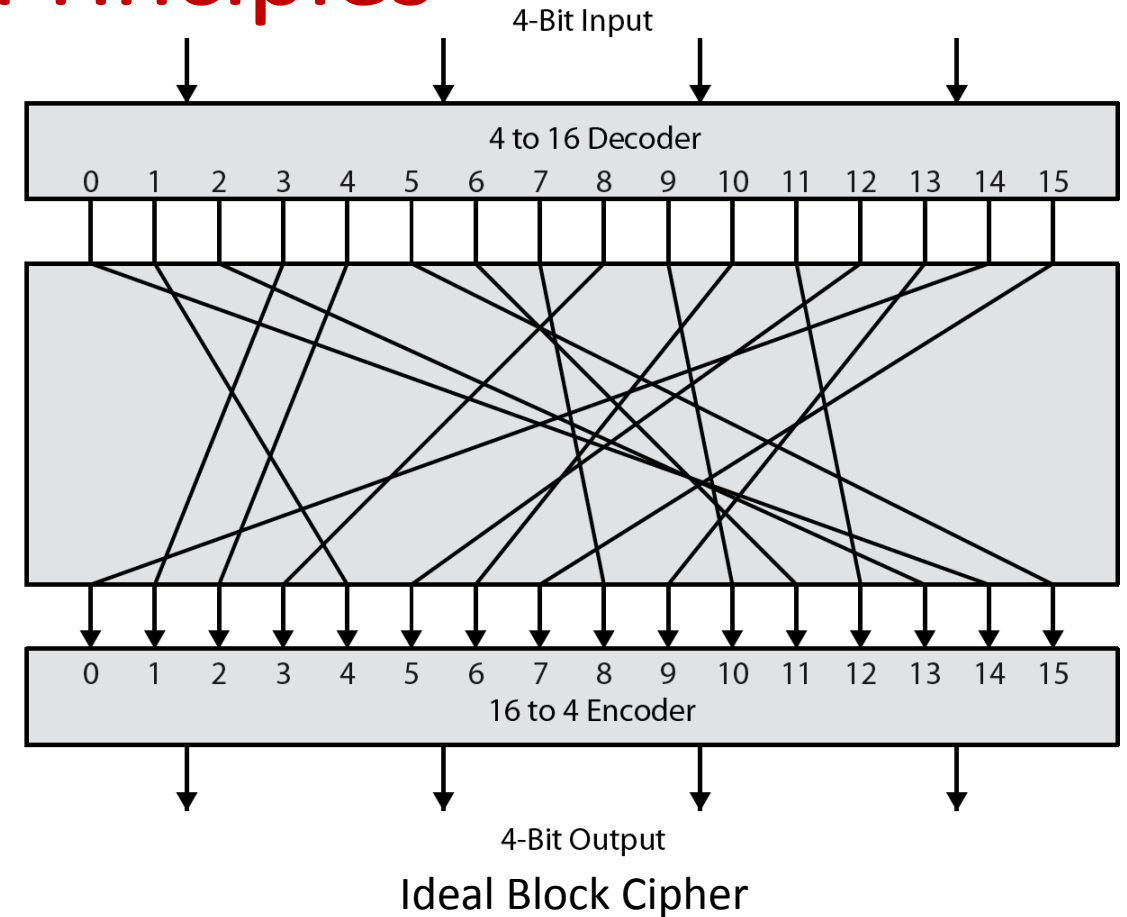 Principles
4-Bit Input
4 to 16 Decoder
0 1 2 3 4 5 6 7 8 9 10 11 12 13 14 15
0 1 2 3 4 5 6 7 8 9 10 11 12 13 14 15
16 to 4 Encoder
4-Bit Output
Ideal Block Cipher